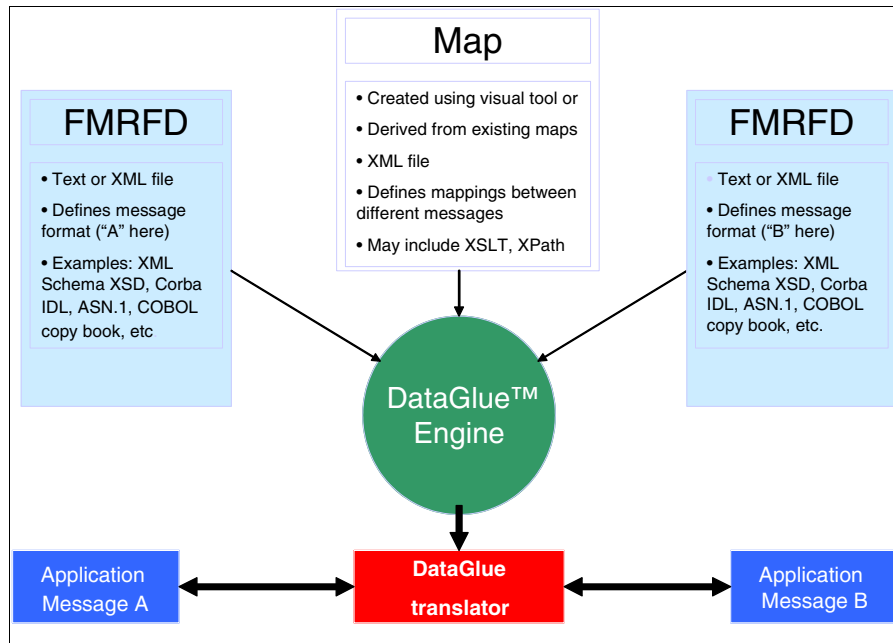 Map
• Created using visual tool or
• Derived from existing maps
• XML file
• Defines mappings between
different messages
• May include XSLT, XPath
FMRFD
• Text or XML file
• Defines message
format (“A” here)
• Examples: XML
Schema XSD, Corba
IDL, ASN.1, COBOL
copy book, etc
FMRFD
• Text or XML file
• Defines message
format (“B” here)
• Examples: XML
Schema XSD, Corba
IDL, ASN.1, COBOL
copy book, etc.
DataGlue™
Engine
Application
Message A
DataGlue
translator
Application
Message B